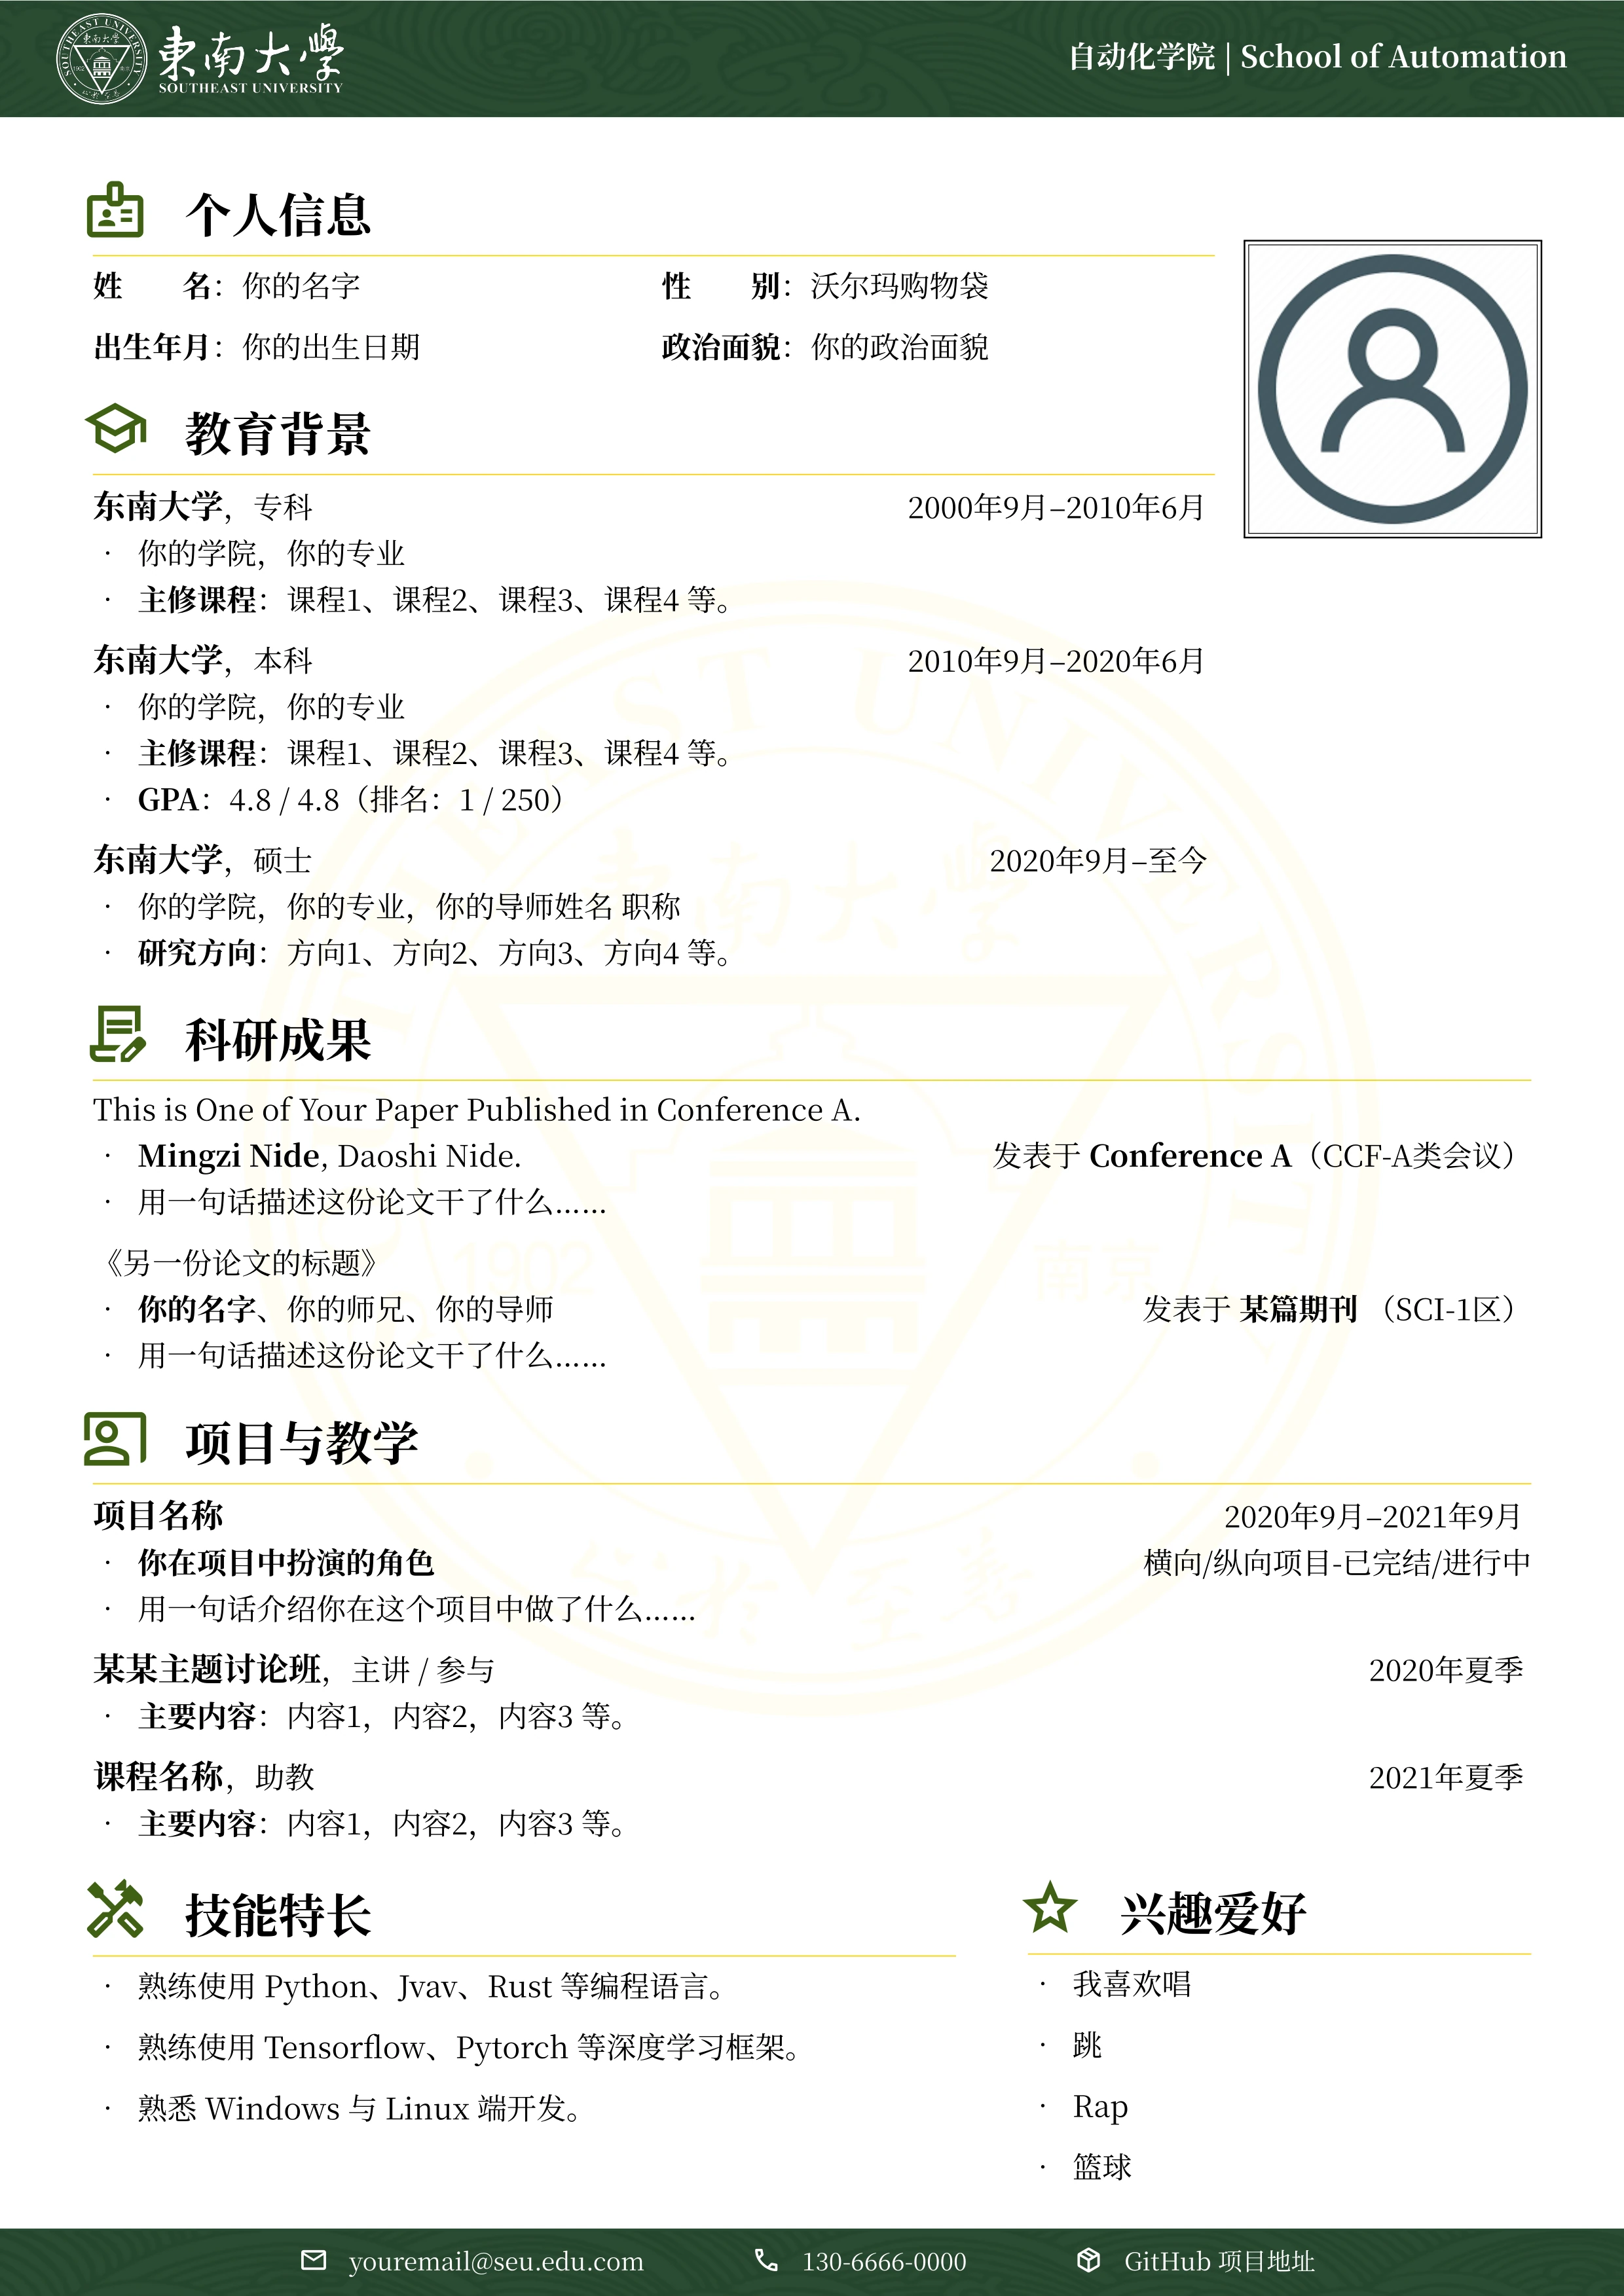 東南大學
SOUTHEAST UNIVERSITY
自动化学院 | School of Automation
个人信息
姓 名：你的名字 性 别：沃尔玛购物袋
出生年月：你的出生日期 政治面貌：你的政治面貌
教育背景
东南大学，专科 2000年9月–2010年6月
· 你的学院，你的专业
· 主修课程：课程1、课程2、课程3、课程4 等。
东南大学，本科 2010年9月–2020年6月
· 你的学院，你的专业
· 主修课程：课程1、课程2、课程3、课程4 等。
· GPA：4.8 / 4.8（排名：1 / 250）
东南大学，硕士 2020年9月–至今
· 你的学院，你的专业，你的导师姓名 职称
· 研究方向：方向1、方向2、方向3、方向4 等。
科研成果
This is One of Your Paper Published in Conference A.
· Mingzi Nide, Daoshi Nide. 发表于 Conference A（CCF-A类会议）
· 用一句话描述这份论文干了什么……
《另一份论文的标题》
· 你的名字、你的师兄、你的导师 发表于 某篇期刊 （SCI-1区）
· 用一句话描述这份论文干了什么……
项目与教学
项目名称 2020年9月–2021年9月
· 你在项目中扮演的角色 横向/纵向项目-已完结/进行中
· 用一句话介绍你在这个项目中做了什么……
某某主题讨论班，主讲 / 参与 2020年夏季
· 主要内容：内容1，内容2，内容3 等。
课程名称，助教 2021年夏季
· 主要内容：内容1，内容2，内容3 等。
技能特长
· 熟练使用 Python、Jvav、Rust 等编程语言。
· 熟练使用 Tensorflow、Pytorch 等深度学习框架。
· 熟悉 Windows 与 Linux 端开发。
兴趣爱好
· 我喜欢唱
· 跳
· Rap
· 篮球
SOUTHEAST UNIVERSITY
東南大學
1902 南京
止於至善
youremail@seu.edu.com 130-6666-0000 GitHub 项目地址